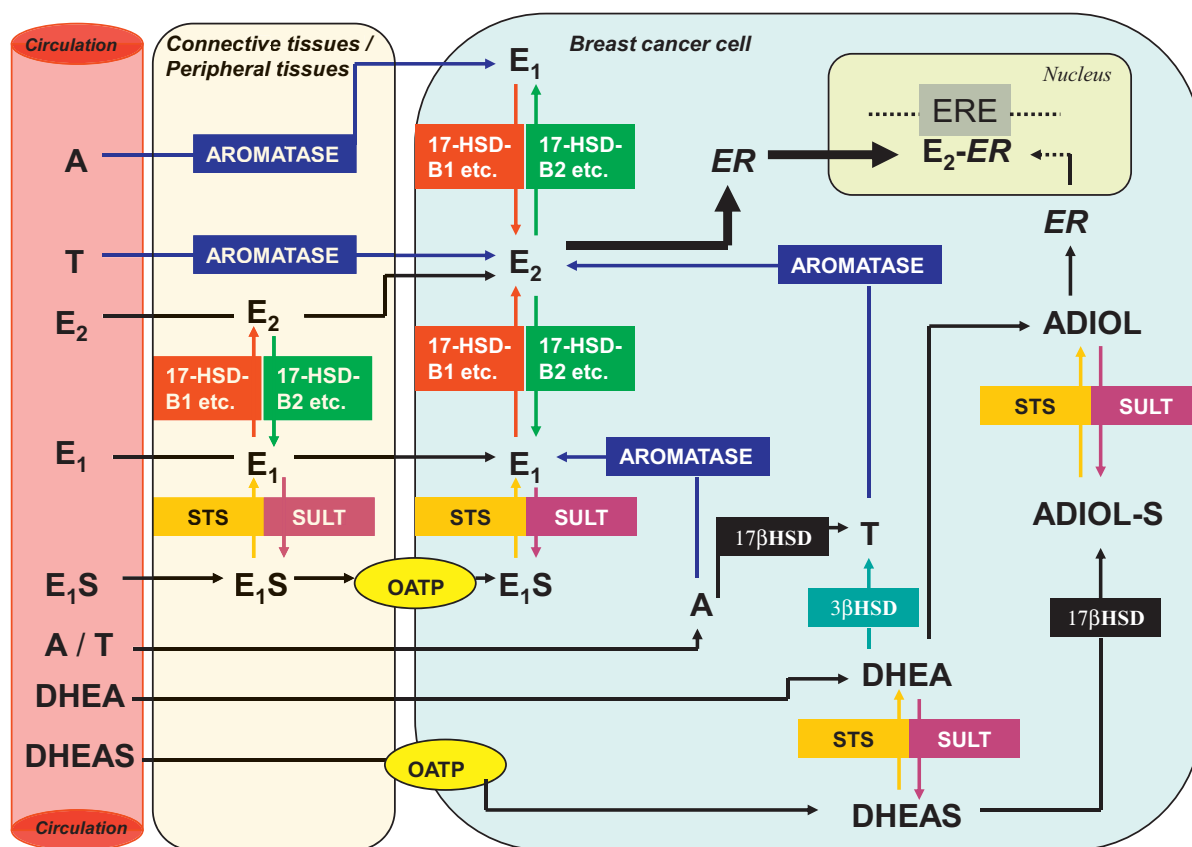 Circulation
A
T
E₂
E₁
E₁S
A / T
DHEA
DHEAS
Circulation
Connective tissues /
Peripheral tissues
AROMATASE
AROMATASE
E₂
17-HSD-
B1 etc.
17-HSD-
B2 etc.
E₁
STS
SULT
E₁S
OATP
OATP
Breast cancer cell
E₁
17-HSD-
B1 etc.
17-HSD-
B2 etc.
E₂
17-HSD-
B1 etc.
17-HSD-
B2 etc.
E₁
STS
SULT
E₁S
AROMATASE
A
17βHSD
T
AROMATASE
3βHSD
DHEA
STS
SULT
DHEAS
ER
Nucleus
ERE
E₂-ER
ER
ADIOL
STS
SULT
ADIOL-S
17βHSD